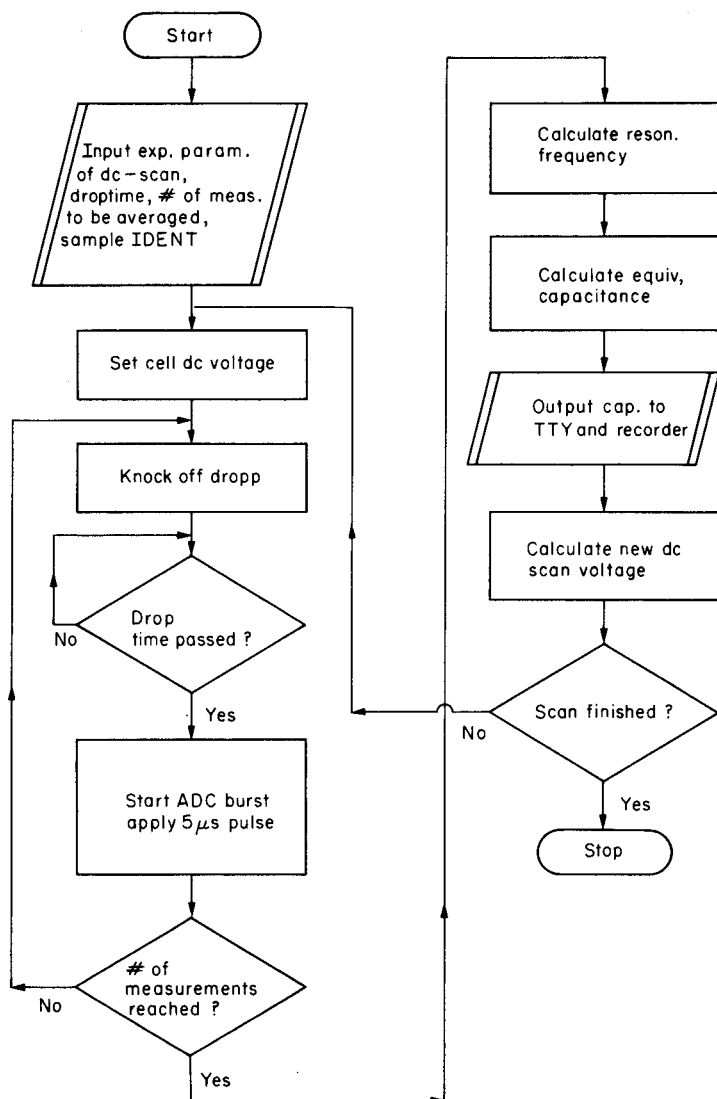 Start
Input exp. param.
of dc-scan,
droptime, # of meas.
to be averaged,
sample IDENT
Set cell dc voltage
Knock off dropp
Drop
time passed ?
No
Yes
Start ADC burst
apply 5µs pulse
# of
measurements
reached ?
No
Yes
Calculate reson.
frequency
Calculate equiv,
capacitance
Output cap. to
TTY and recorder
Calculate new dc
scan voltage
Scan finished ?
No
Yes
Stop